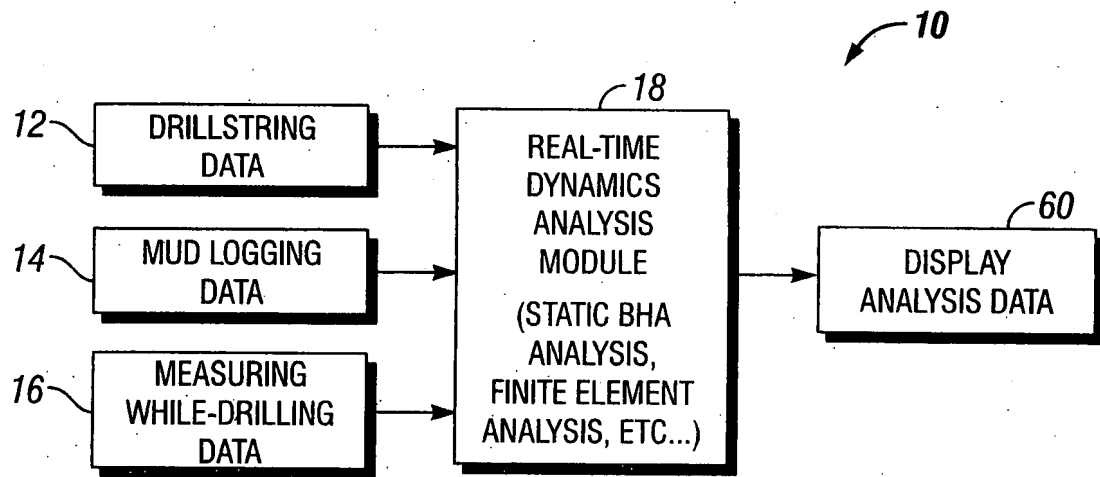 10
12
DRILLSTRING
DATA
14
MUD LOGGING
DATA
16
MEASURING
WHILE-DRILLING
DATA
18
REAL-TIME
DYNAMICS
ANALYSIS
MODULE
(STATIC BHA
ANALYSIS,
FINITE ELEMENT
ANALYSIS, ETC...)
60
DISPLAY
ANALYSIS DATA